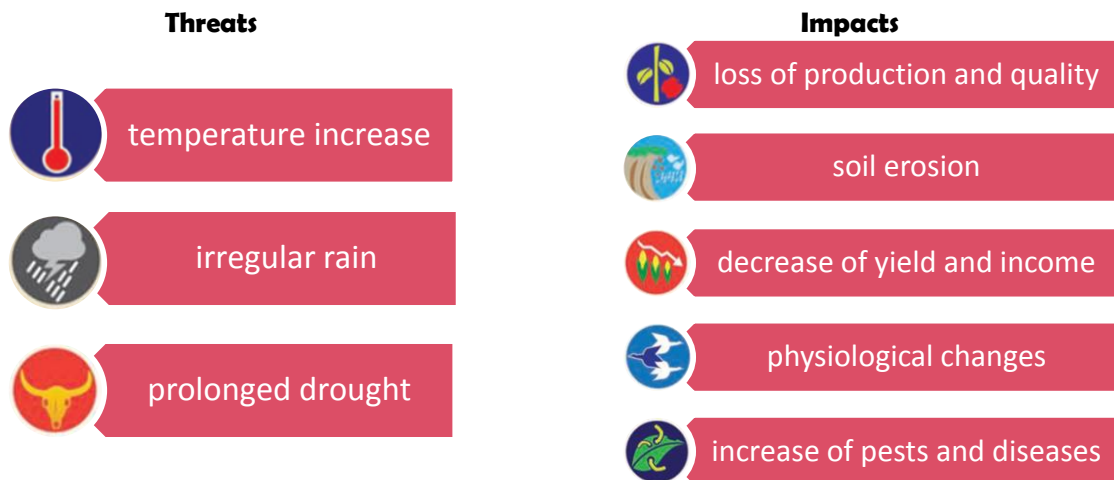 Threats
temperature increase
irregular rain
prolonged drought
Impacts
loss of production and quality
soil erosion
decrease of yield and income
physiological changes
increase of pests and diseases